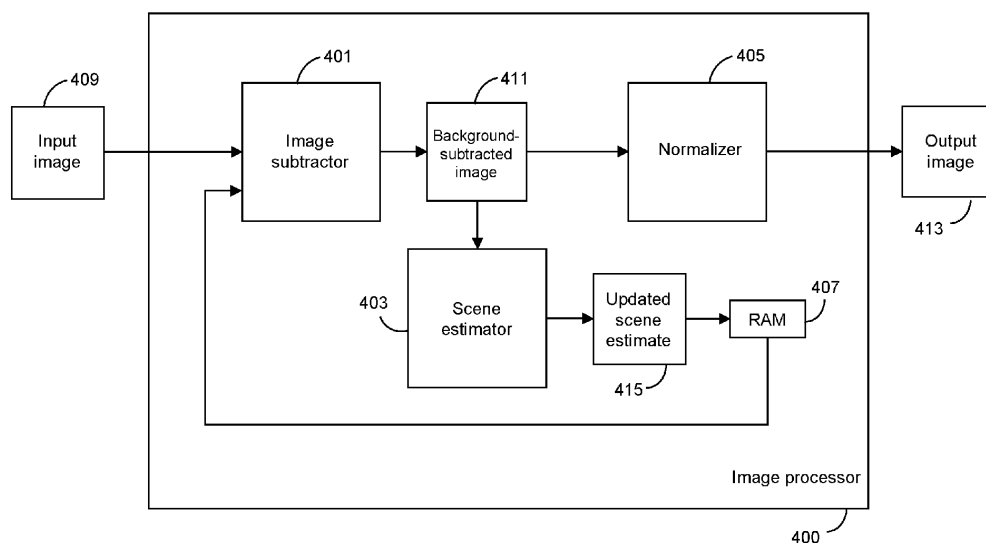 409
Input
image
401
Image
subtractor
411
Background-
subtracted
image
405
Normalizer
Output
image
413
403
Scene
estimator
Updated
scene
estimate
415
407
RAM
Image processor
400